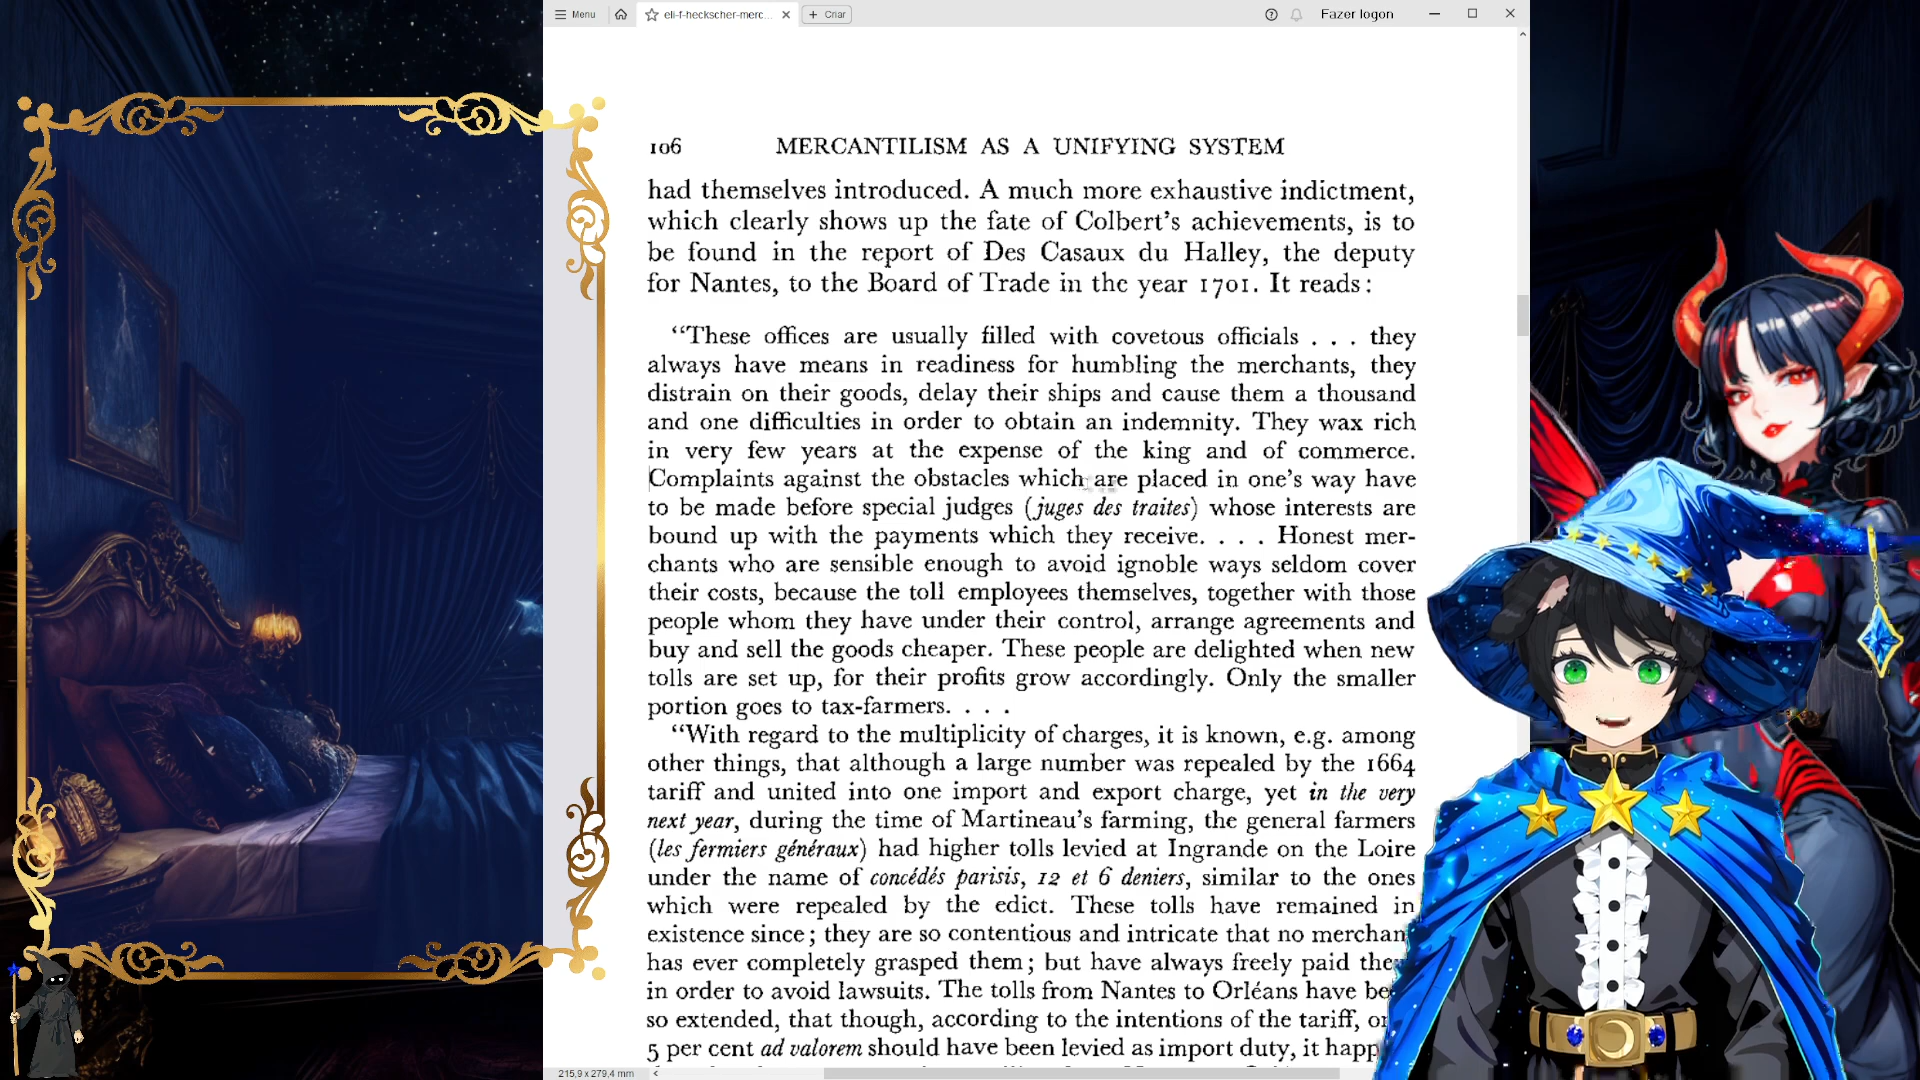 Menu
eli-f-heckscher-merc...
Criar
Fazer logon
106 MERCANTILISM AS A UNIFYING SYSTEM
had themselves introduced. A much more exhaustive indictment,
which clearly shows up the fate of Colbert's achievements, is to
be found in the report of Des Casaux du Halley, the deputy
for Nantes, to the Board of Trade in the year 1701. It reads:
"These offices are usually filled with covetous officials . . . they
always have means in readiness for humbling the merchants, they
distrain on their goods, delay their ships and cause them a thousand
and one difficulties in order to obtain an indemnity. They wax rich
in very few years at the expense of the king and of commerce.
Complaints against the obstacles which are placed in one's way have
to be made before special judges (juges des traites) whose interests are
bound up with the payments which they receive. . . . Honest mer-
chants who are sensible enough to avoid ignoble ways seldom cover
their costs, because the toll employees themselves, together with those
people whom they have under their control, arrange agreements and
buy and sell the goods cheaper. These people are delighted when new
tolls are set up, for their profits grow accordingly. Only the smaller
portion goes to tax-farmers. . . .
"With regard to the multiplicity of charges, it is known, e.g. among
other things, that although a large number was repealed by the 1664
tariff and united into one import and export charge, yet in the very
next year, during the time of Martineau's farming, the general farmers
(les fermiers généraux) had higher tolls levied at Ingrande on the Loire
under the name of concédés parisis, 12 et 6 deniers, similar to the ones
which were repealed by the edict. These tolls have remained in
existence since; they are so contentious and intricate that no merchan
has ever completely grasped them; but have always freely paid the
in order to avoid lawsuits. The tolls from Nantes to Orléans have be
so extended, that though, according to the intentions of the tariff, o
5 per cent ad valorem should have been levied as import duty, it happ
215,9 x 279,4 mm